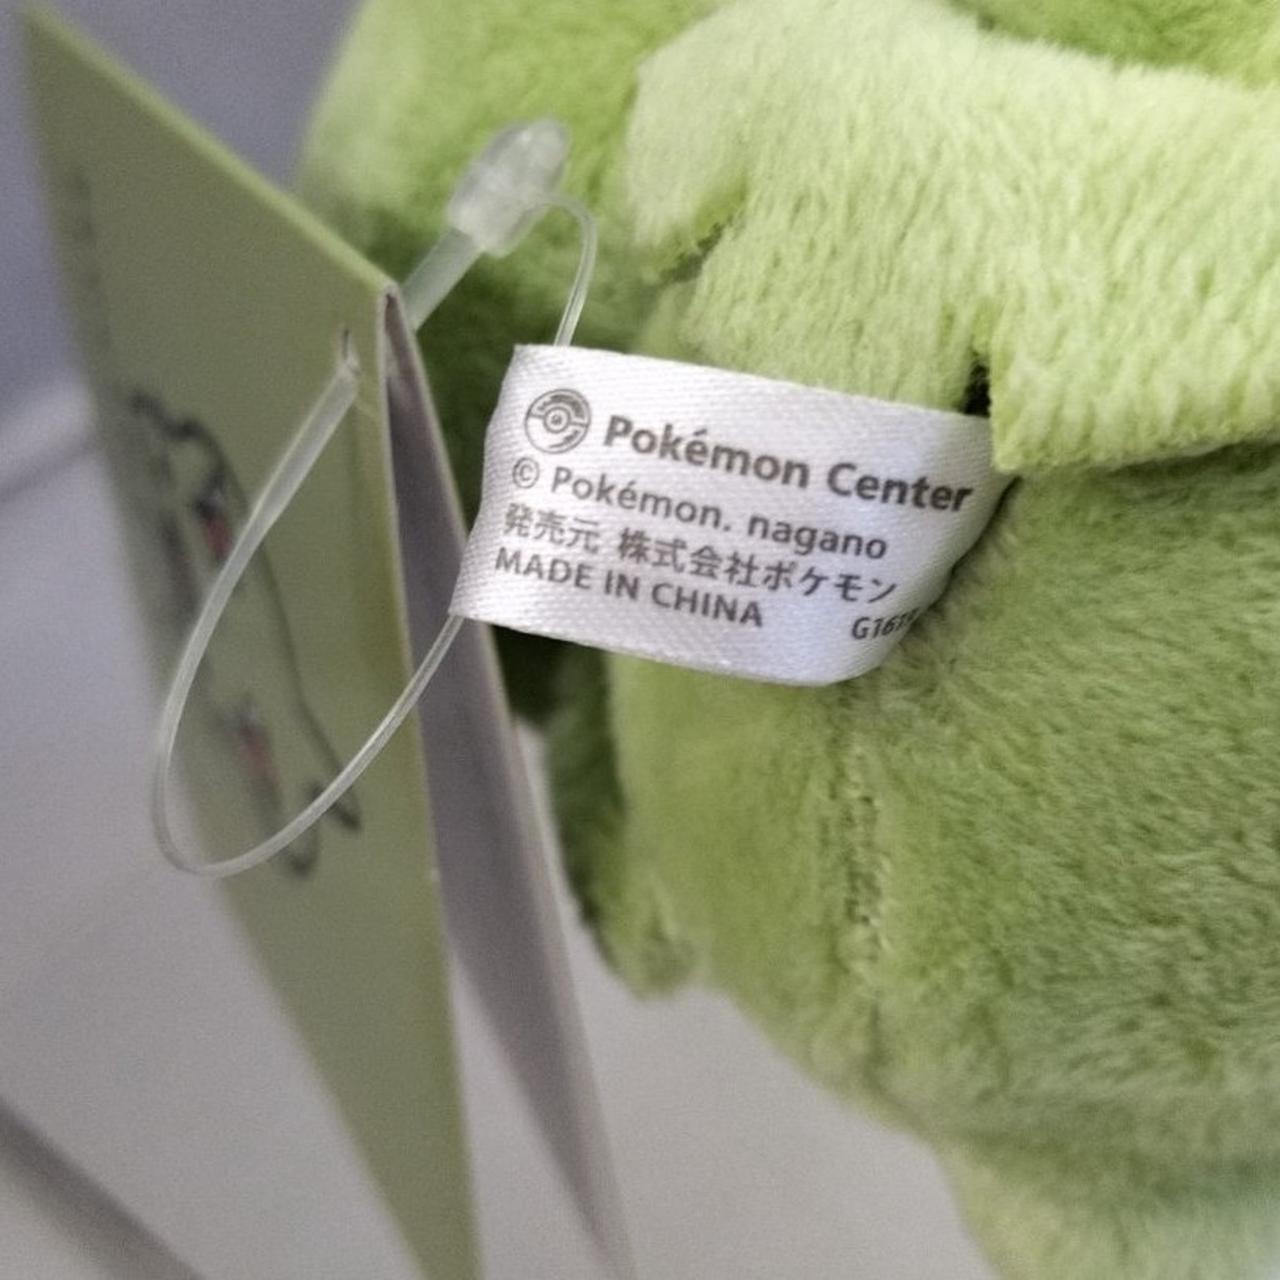 Pokémon Center
© Pokémon. nagano
発売元 株式会社ポケモン
MADE IN CHINA